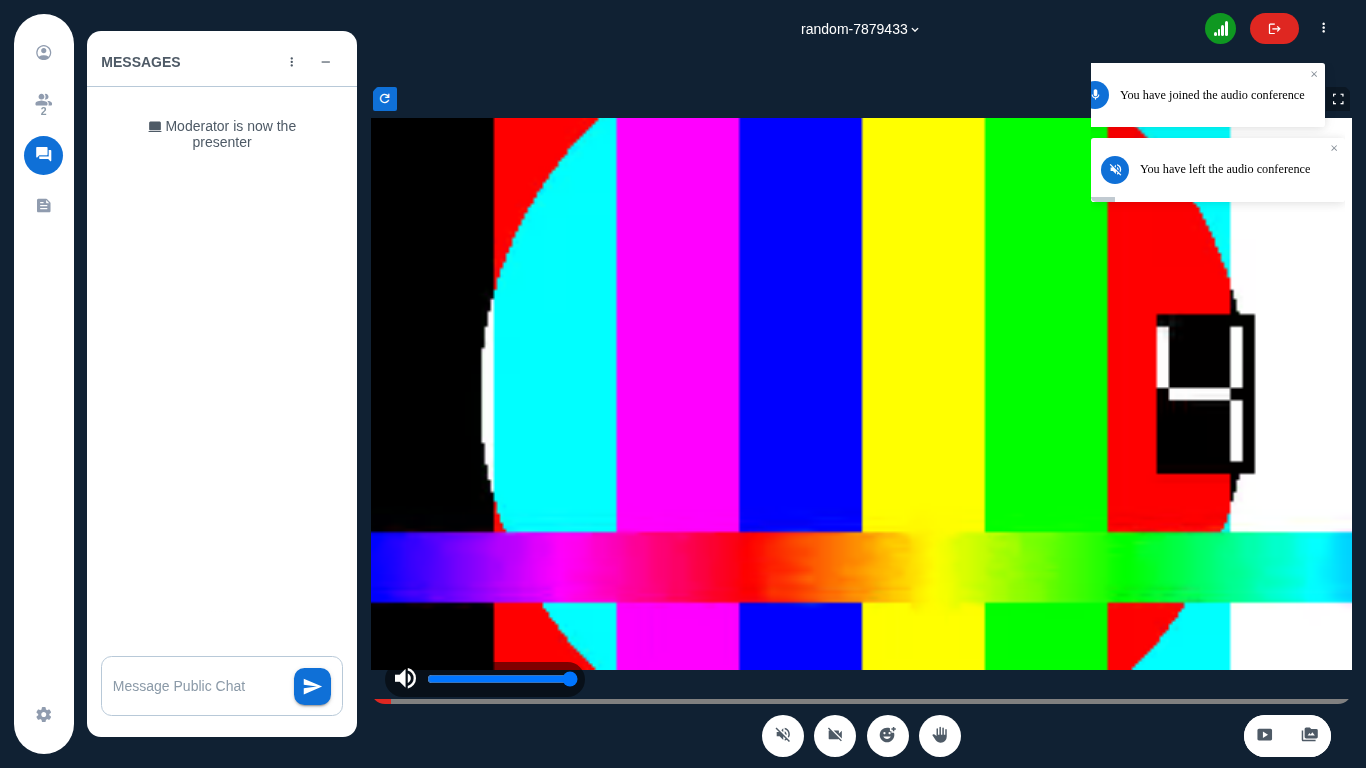 random-7879433
MESSAGES
2
Moderator is now the
presenter
You have joined the audio conference
You have left the audio conference
4
Message Public Chat